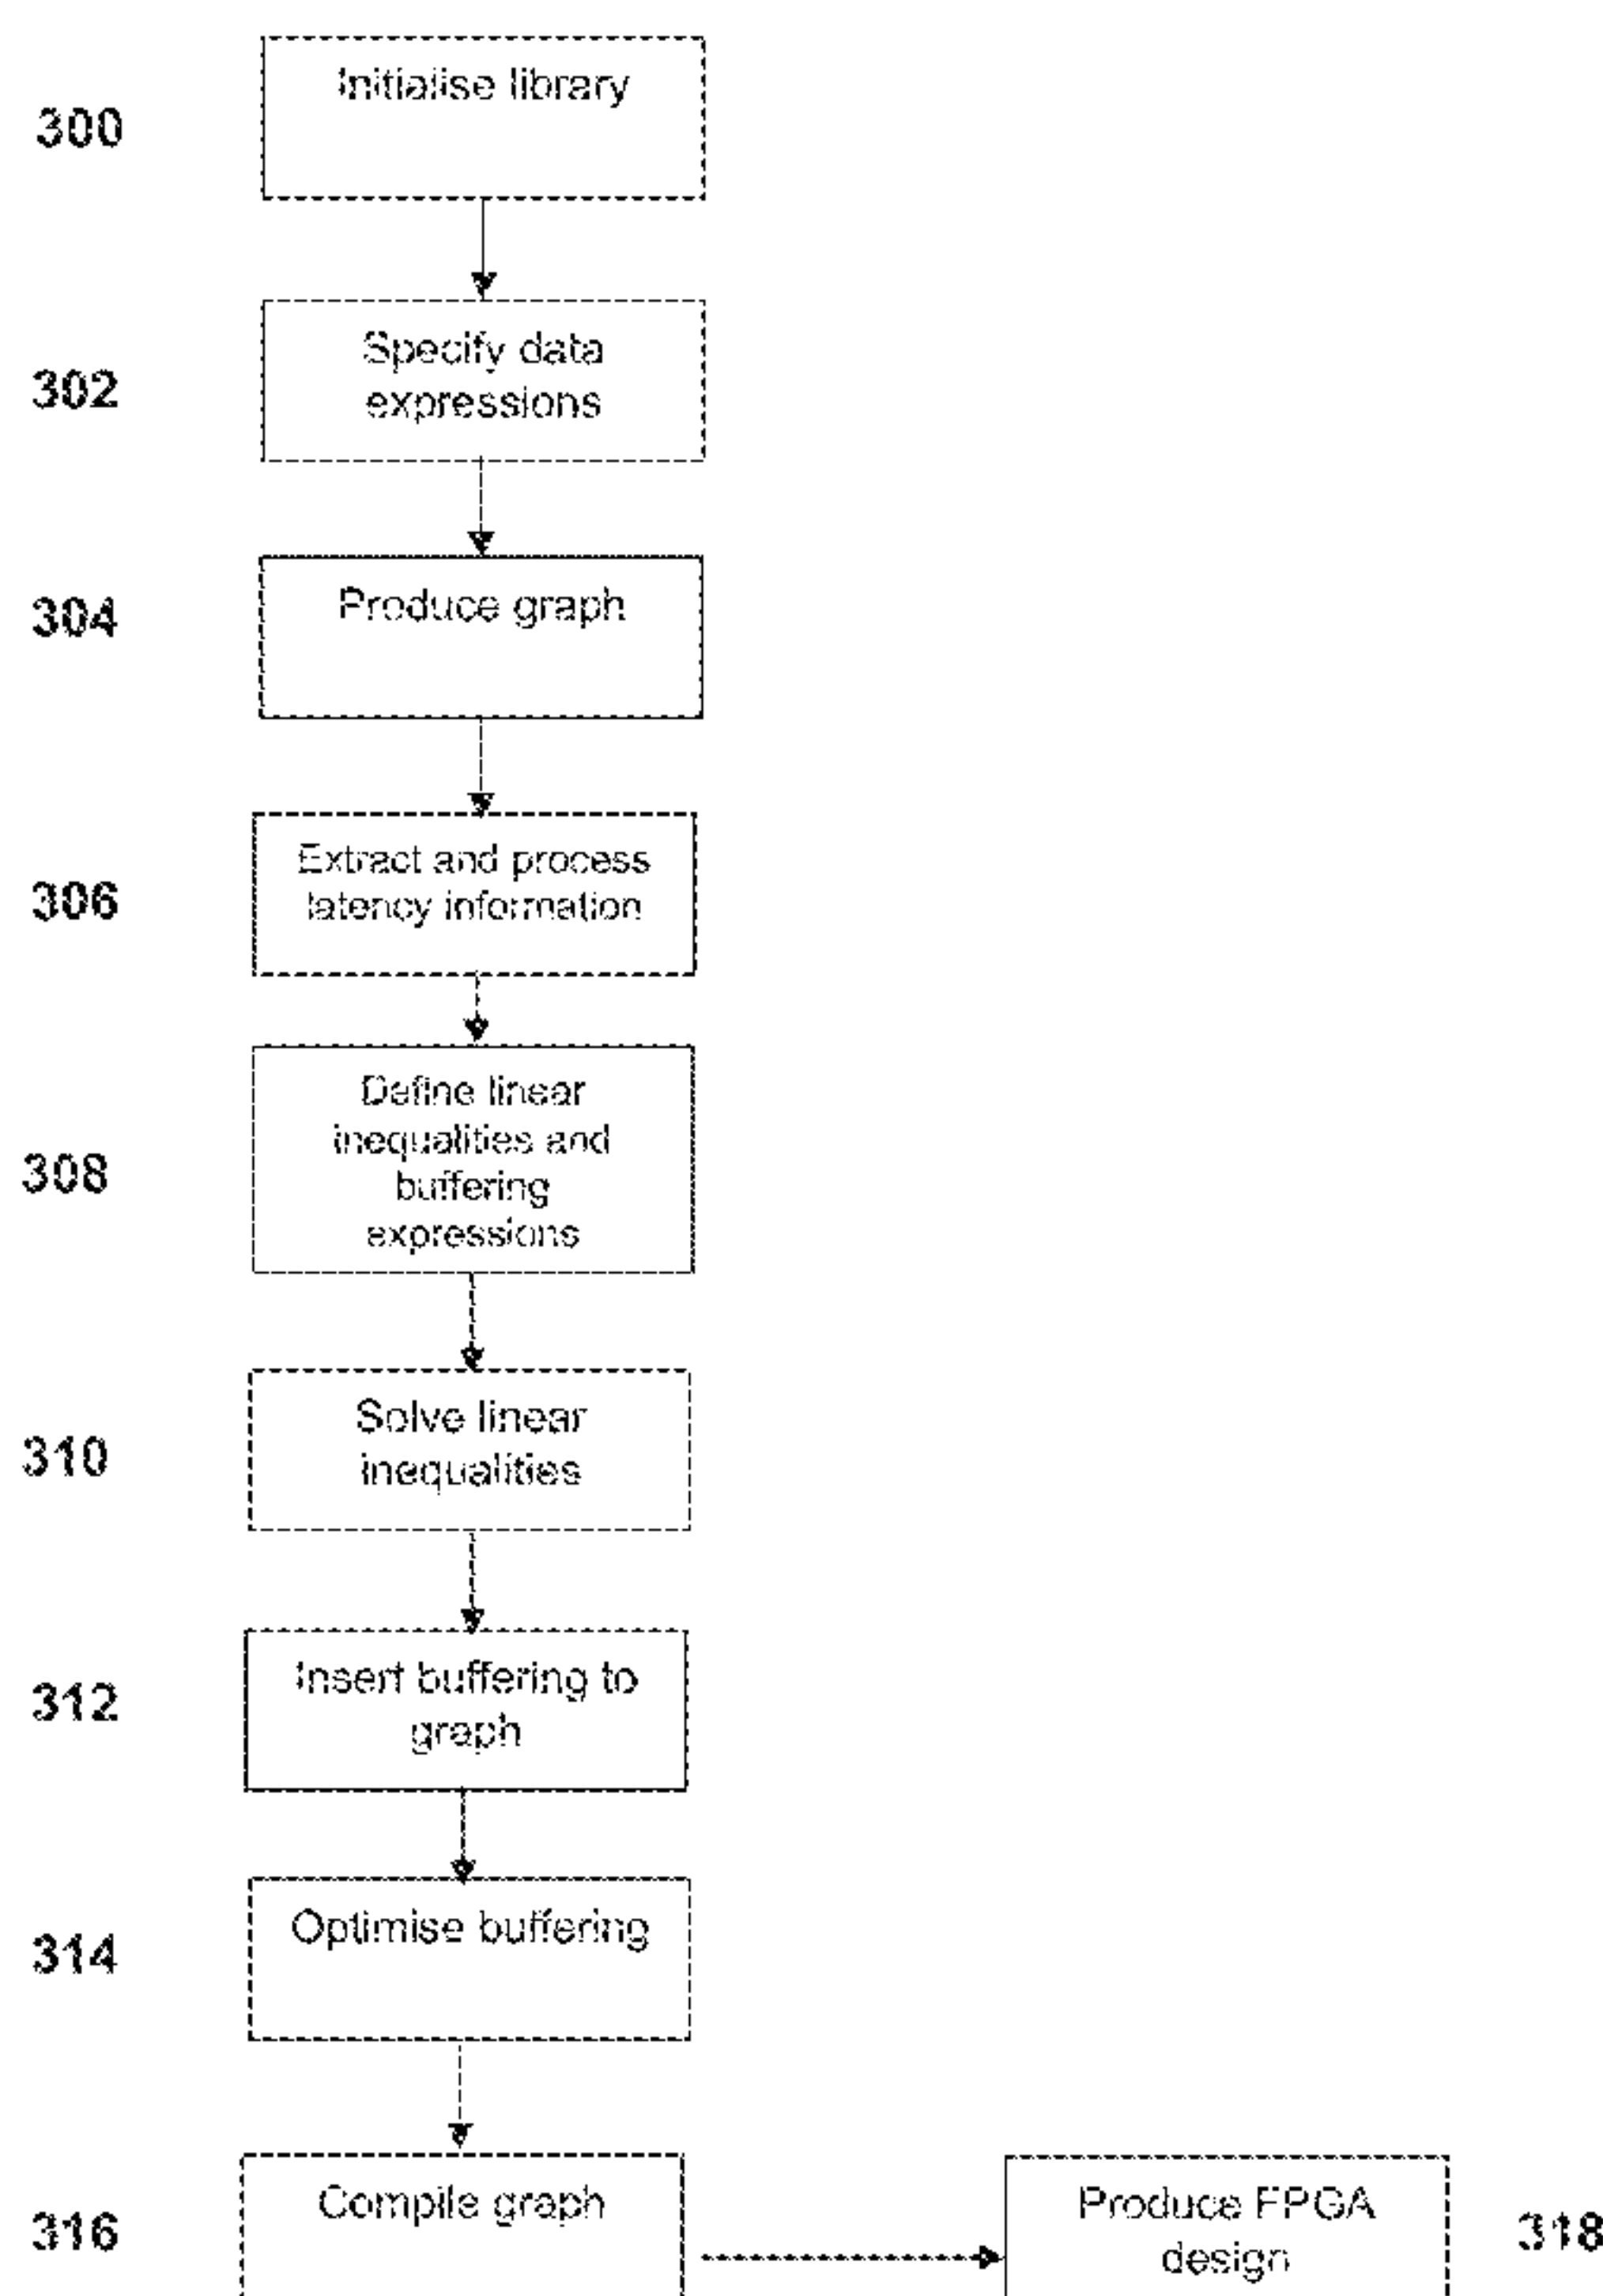 300
Initialise library
302
Specify data
expressions
304
Produce graph
306
Extract and process
latency information
308
Define linear
inequalities and
buffering
expressions
310
Solve linear
inequalities
312
Insert buffering to
graph
314
Optimise buffering
316
Compile graph
Produce FPGA
design
318